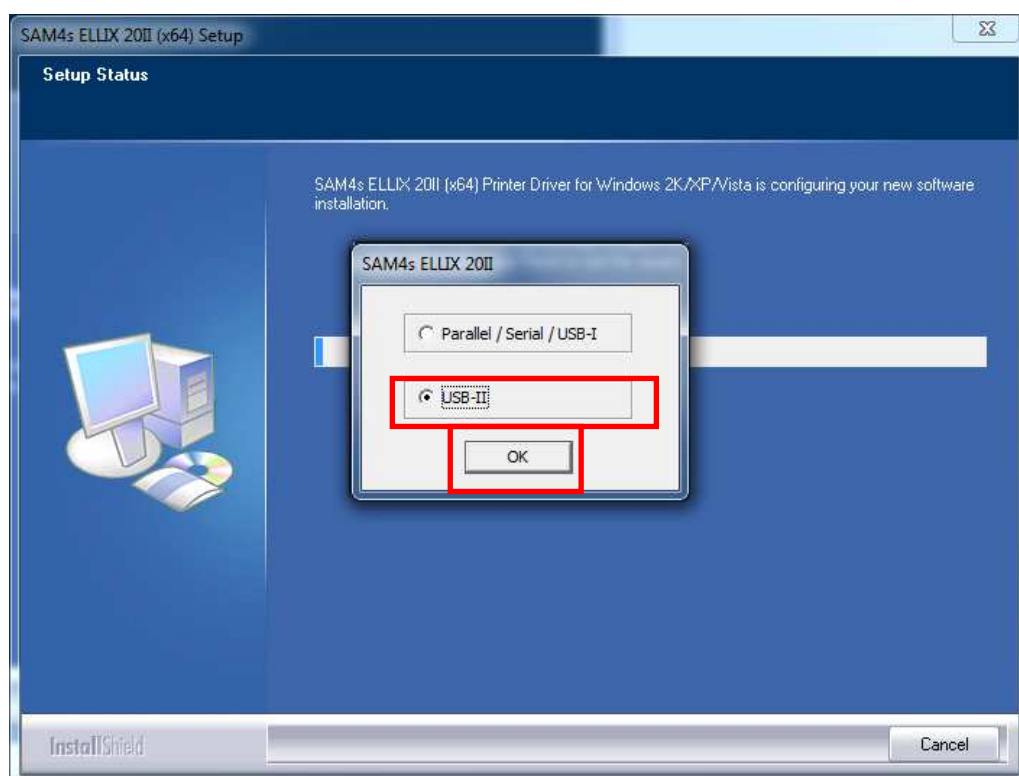 SAM4s ELLIX 20II (x64) Setup
Setup Status
SAM4s ELLIX 20II (x64) Printer Driver for Windows 2K/XP/Vista is configuring your new software
installation.
SAM4s ELLIX 20II
Parallel / Serial / USB-I
USB-II
OK
InstallShield
Cancel